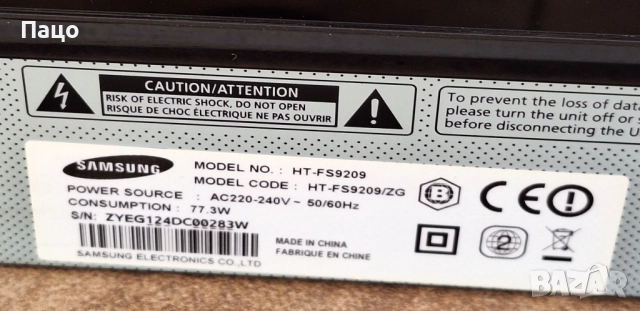 Пацо
CAUTION/ATTENTION
RISK OF ELECTRIC SHOCK, DO NOT OPEN
RISQUE DE CHOC ÉLECTRIQUE NE PAS OUVRIR
To prevent the loss of dat
please turn the unit off or s
before disconnecting the U
SAMSUNG
MODEL NO. : HT-FS9209
MODEL CODE : HT-FS9209/ZG
POWER SOURCE : AC220-240V ~ 50/60Hz
CONSUMPTION : 77.3W
S/N: ZYEG124DC00283W
SAMSUNG ELECTRONICS CO.,LTD
MADE IN CHINA
FABRIQUÉ EN CHINE
B
CE
2
BAZAR